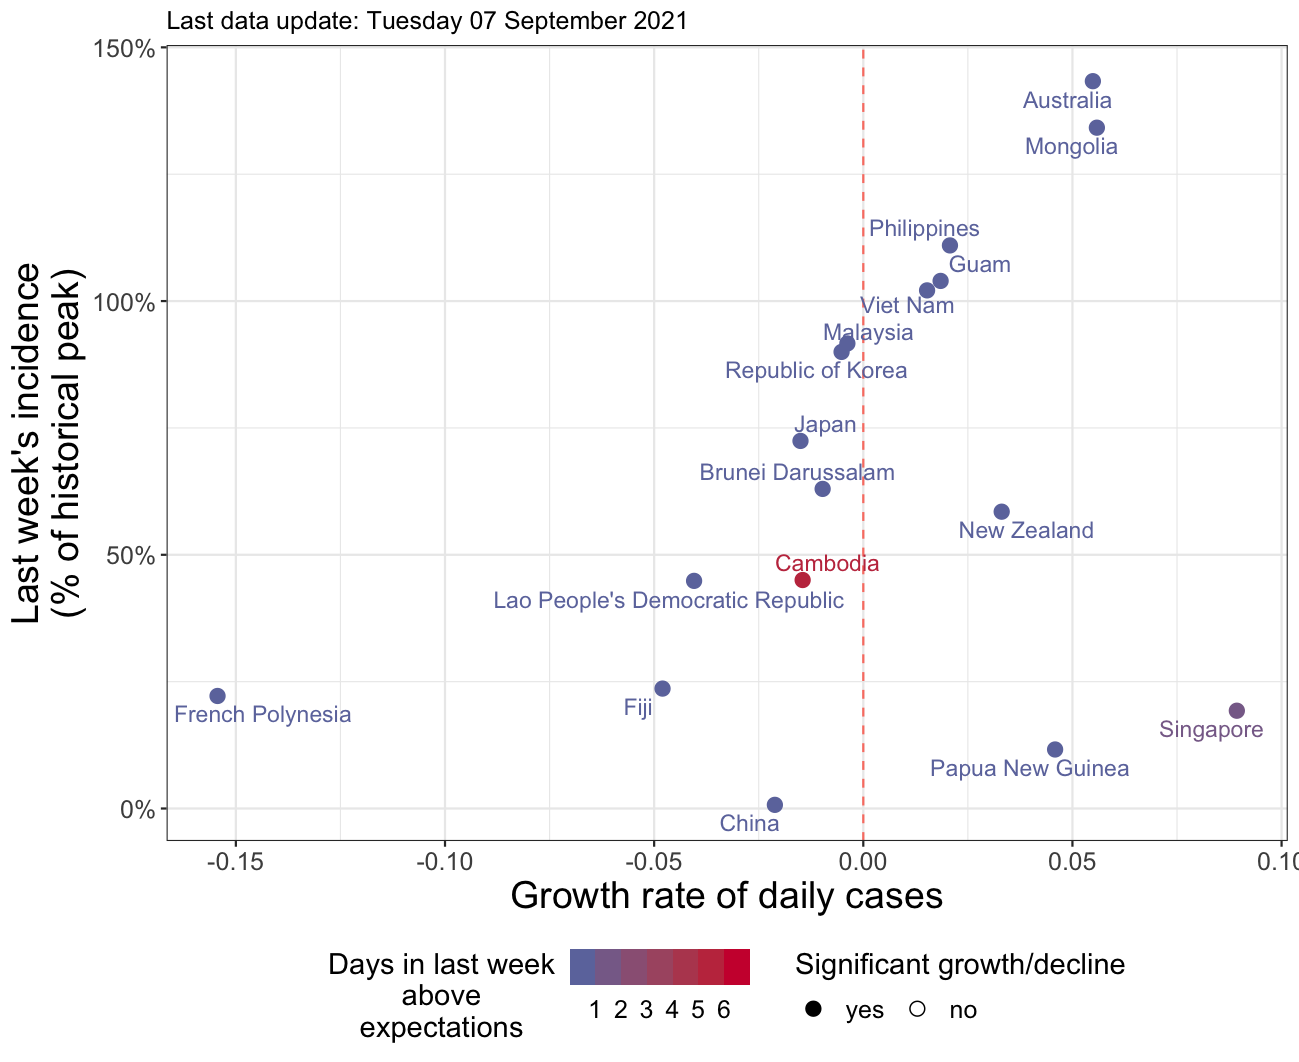 Last data update: Tuesday 07 September 2021
150%
100%
50%
0%
Last week's incidence
(% of historical peak)
Australia
Mongolia
Philippines
Guam
Viet Nam
Malaysia
Republic of Korea
Japan
Brunei Darussalam
New Zealand
Cambodia
Lao People's Democratic Republic
Fiji
French Polynesia
Singapore
Papua New Guinea
China
-0.15 -0.10 -0.05 0.00 0.05 0.10
Growth rate of daily cases
Days in last week
above
expectations
1 2 3 4 5 6
Significant growth/decline
yes no